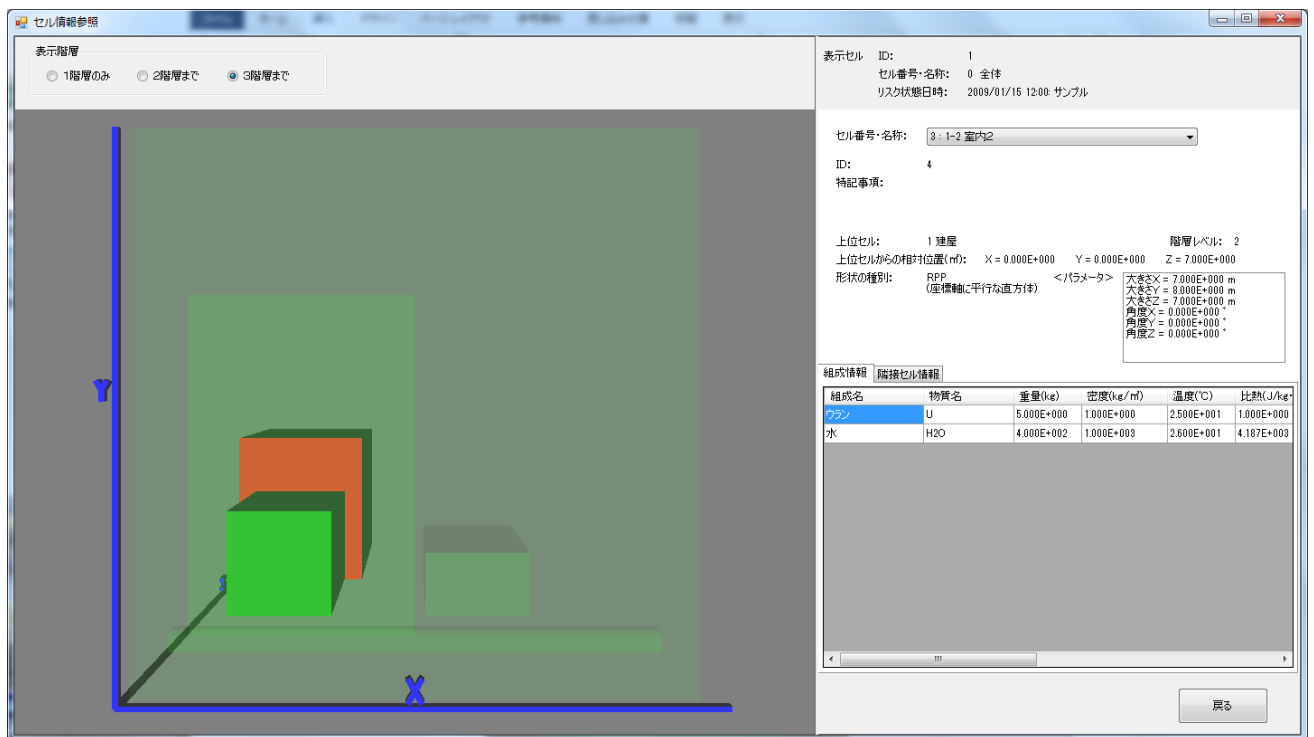 セル情報参照
表示階層
1階層のみ
2階層まで
3階層まで
Y
X
表示セル ID: 1
セル番号・名称: 0 全体
リスク状態日時: 2009/01/15 12:00: サンプル
セル番号・名称: 3 : 1-2 室内2
ID: 4
特記事項:
上位セル: 1 建屋 階層レベル: 2
上位セルからの相対位置(㎥): X = 0.000E+000 Y = 0.000E+000 Z = 7.000E+000
形状の種別: RPP <パラメータ>
(座標軸に平行な直方体)
大きさX = 7.000E+000 m
大きさY = 8.000E+000 m
大きさZ = 7.000E+000 m
角度X = 0.000E+000 °
角度Y = 0.000E+000 °
角度Z = 0.000E+000 °
組成情報 隣接セル情報
組成名 物質名 重量(kg) 密度(kg/㎥) 温度(℃) 比熱(J/kg・
ウラン U 5.000E+000 1.000E+000 2.500E+001 1.000E+000
水 H2O 4.000E+002 1.000E+003 2.600E+001 4.187E+003
戻る